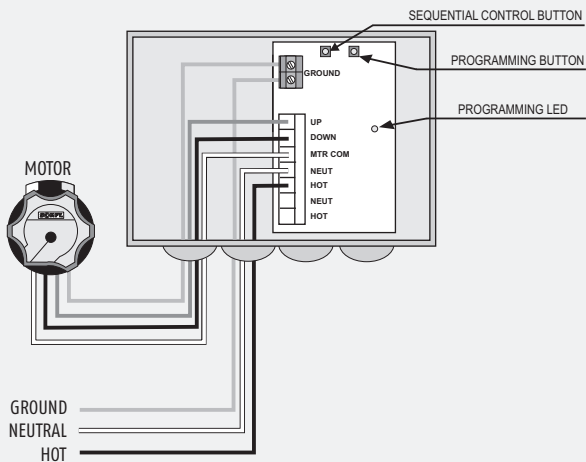 SEQUENTIAL CONTROL BUTTON
PROGRAMMING BUTTON
PROGRAMMING LED
GROUND
UP
DOWN
MTR COM
NEUT
HOT
NEUT
HOT
MOTOR
GROUND
NEUTRAL
HOT